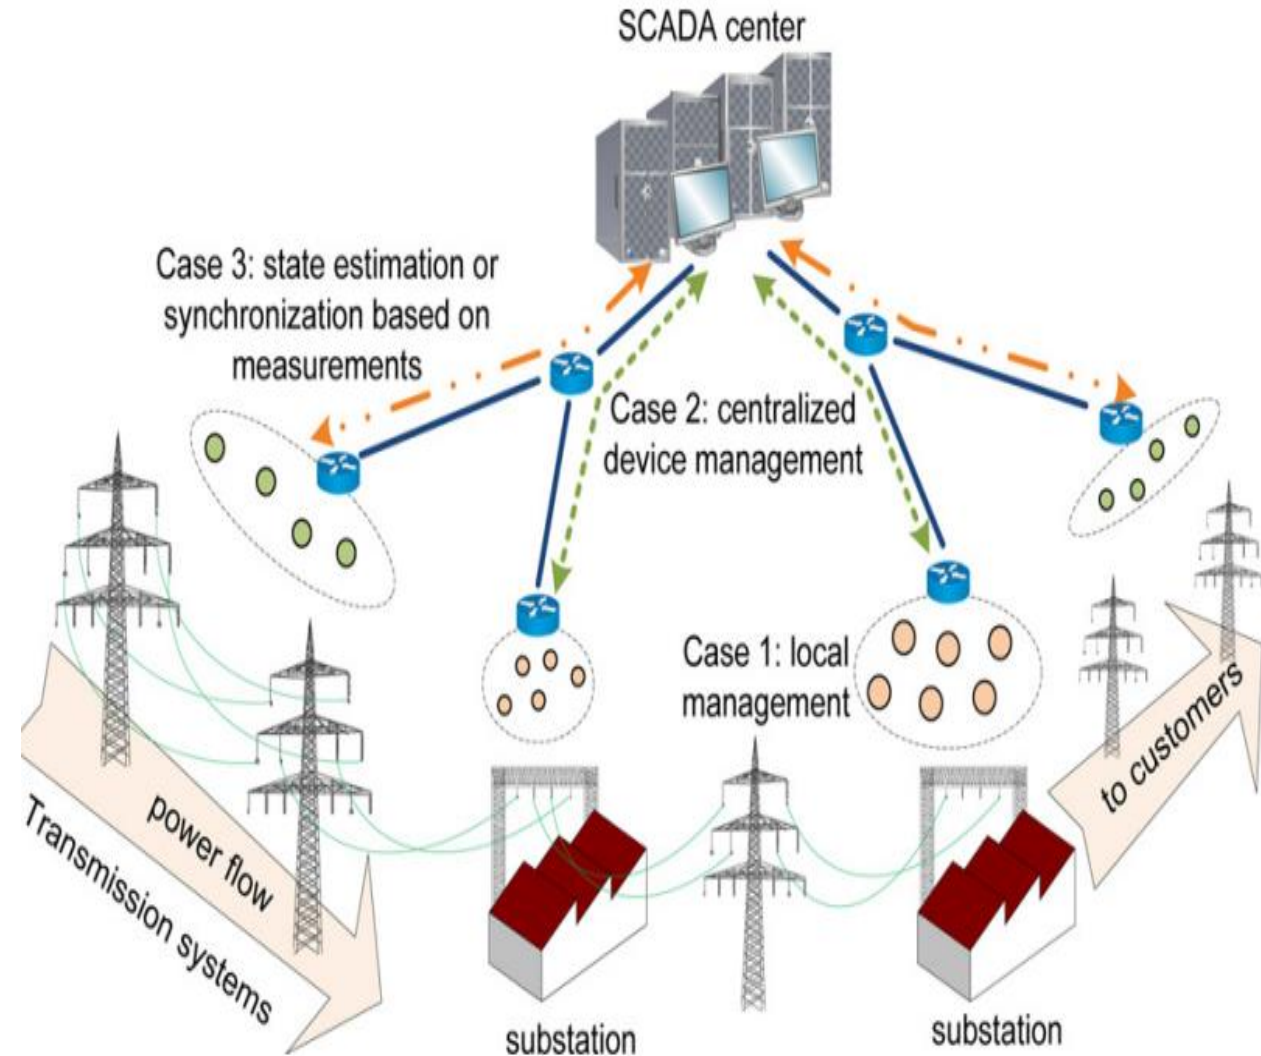 SCADA center
Case 3: state estimation or
synchronization based on
measurements
Case 2: centralized
device management
Case 1: local
management
power flow
Transmission systems
to customers
substation
substation